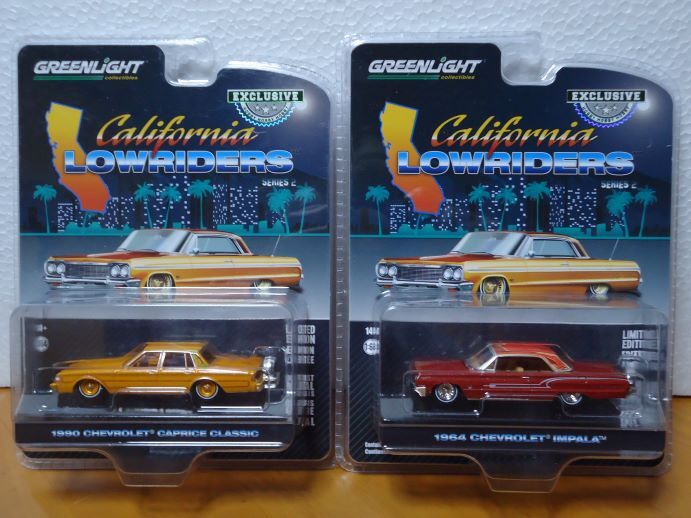 GREENLIGHT
collectibles
EXCLUSIVE
California
LOWRIDERS
SERIES 2
LIMITED
EDITION
1990 CHEVROLET® CAPRICE CLASSIC
GREENLIGHT
collectibles
EXCLUSIVE
California
LOWRIDERS
SERIES 2
EDITION
1964 CHEVROLET® IMPALA™